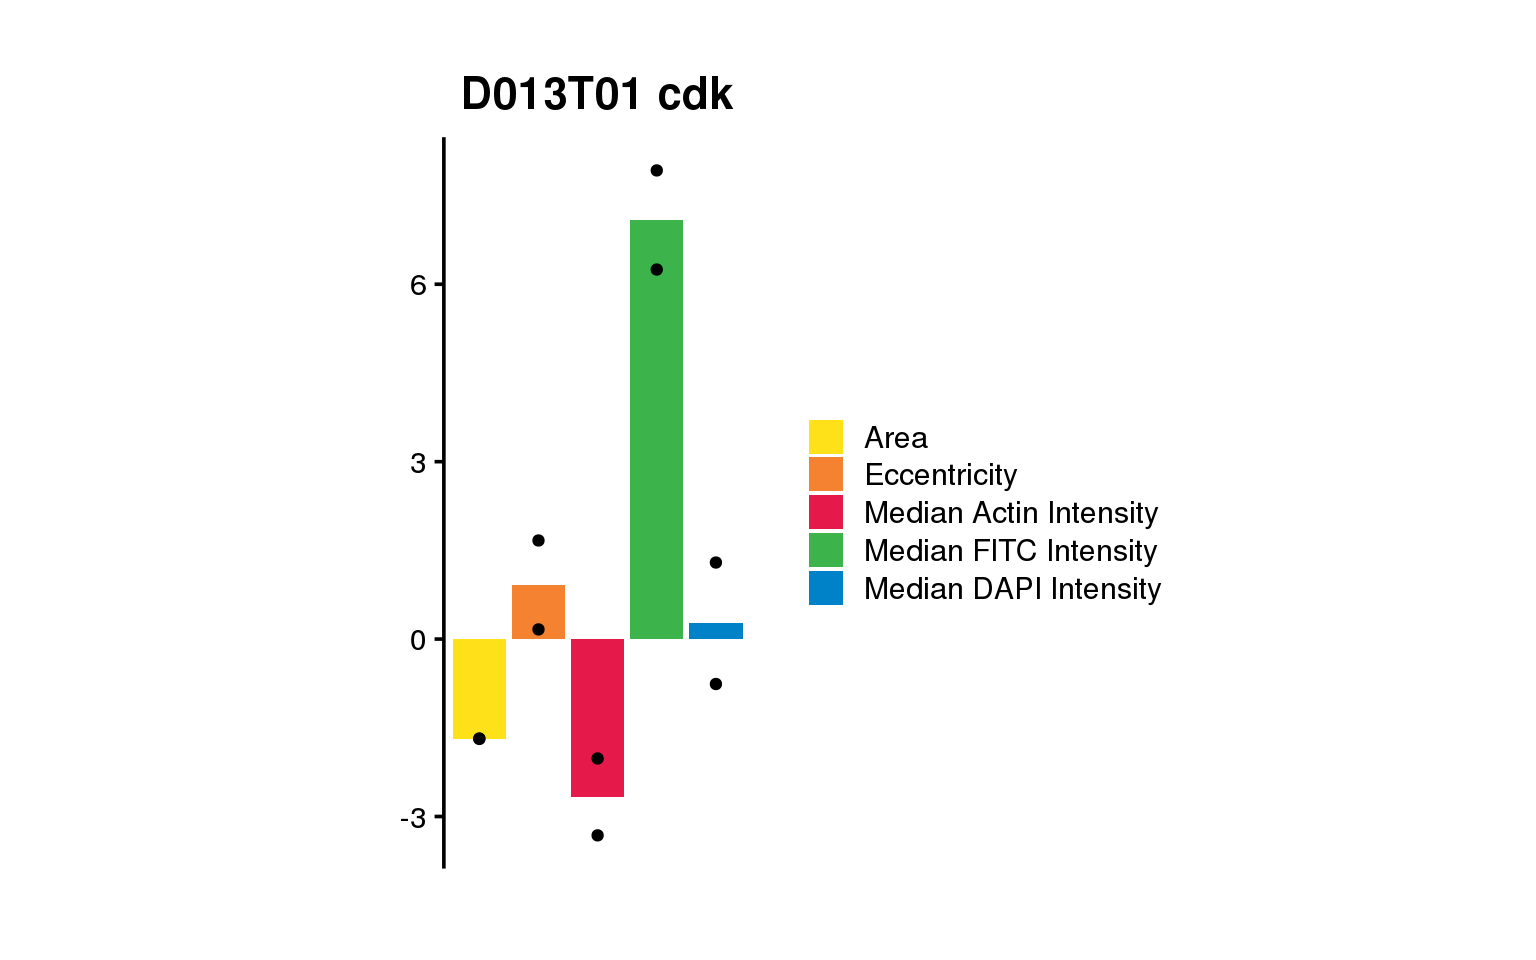 D013T01 cdk
6
3
0
-3
Area
Eccentricity
Median Actin Intensity
Median FITC Intensity
Median DAPI Intensity